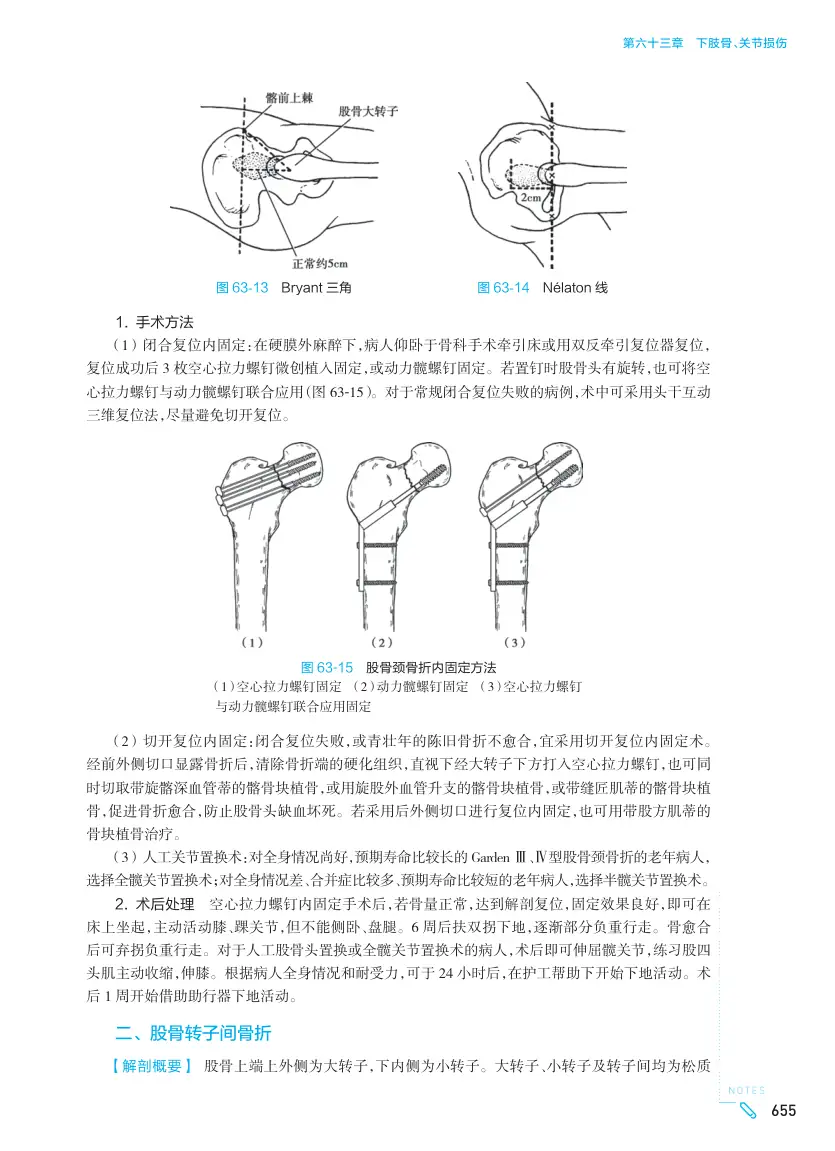 第六十三章 下肢骨、关节损伤
髂前上棘
股骨大转子
正常约5cm
2cm
图 63-13 Bryant 三角
图 63-14 Nélaton 线
1. 手术方法
（1）闭合复位内固定：在硬膜外麻醉下，病人仰卧于骨科手术牵引床或用双反牵引复位器复位，
复位成功后 3 枚空心拉力螺钉微创植入固定，或动力髋螺钉固定。若置钉时股骨头有旋转，也可将空
心拉力螺钉与动力髋螺钉联合应用（图 63-15）。对于常规闭合复位失败的病例，术中可采用头干互动
三维复位法，尽量避免切开复位。
（1）
（2）
（3）
图 63-15 股骨颈骨折内固定方法
（1）空心拉力螺钉固定 （2）动力髋螺钉固定 （3）空心拉力螺钉
与动力髋螺钉联合应用固定
（2）切开复位内固定：闭合复位失败，或青壮年的陈旧骨折不愈合，宜采用切开复位内固定术。
经前外侧切口显露骨折后，清除骨折端的硬化组织，直视下经大转子下方打入空心拉力螺钉，也可同
时切取带旋髂深血管蒂的髂骨块植骨，或用旋股外血管升支的髂骨块植骨，或带缝匠肌蒂的髂骨块植
骨，促进骨折愈合，防止股骨头缺血坏死。若采用后外侧切口进行复位内固定，也可用带股方肌蒂的
骨块植骨治疗。
（3）人工关节置换术：对全身情况尚好，预期寿命比较长的 Garden Ⅲ、Ⅳ型股骨颈骨折的老年病人，
选择全髋关节置换术；对全身情况差、合并症比较多、预期寿命比较短的老年病人，选择半髋关节置换术。
2. 术后处理 空心拉力螺钉内固定手术后，若骨量正常，达到解剖复位，固定效果良好，即可在
床上坐起，主动活动膝、踝关节，但不能侧卧、盘腿。6 周后扶双拐下地，逐渐部分负重行走。骨愈合
后可弃拐负重行走。对于人工股骨头置换或全髋关节置换术的病人，术后即可伸屈髋关节，练习股四
头肌主动收缩，伸膝。根据病人全身情况和耐受力，可于 24 小时后，在护工帮助下开始下地活动。术
后 1 周开始借助助行器下地活动。
二、股骨转子间骨折
【解剖概要】 股骨上端上外侧为大转子，下内侧为小转子。大转子、小转子及转子间均为松质
NOTES
655